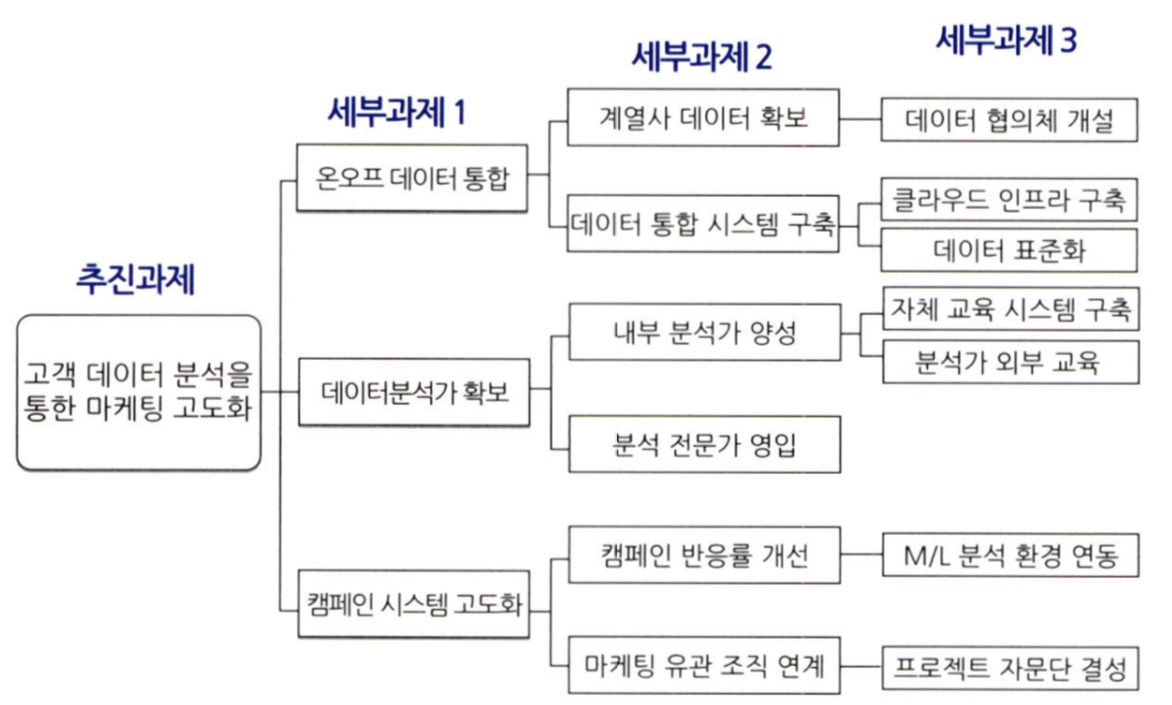 세부과제 3
세부과제 2
세부과제 1
계열사 데이터 확보
데이터 협의체 개설
온오프 데이터 통합
데이터 통합 시스템 구축
클라우드 인프라 구축
데이터 표준화
추진과제
고객 데이터 분석을
통한 마케팅 고도화
데이터분석가 확보
내부 분석가 양성
자체 교육 시스템 구축
분석가 외부 교육
분석 전문가 영입
캠페인 시스템 고도화
캠페인 반응률 개선
M/L 분석 환경 연동
마케팅 유관 조직 연계
프로젝트 자문단 결성